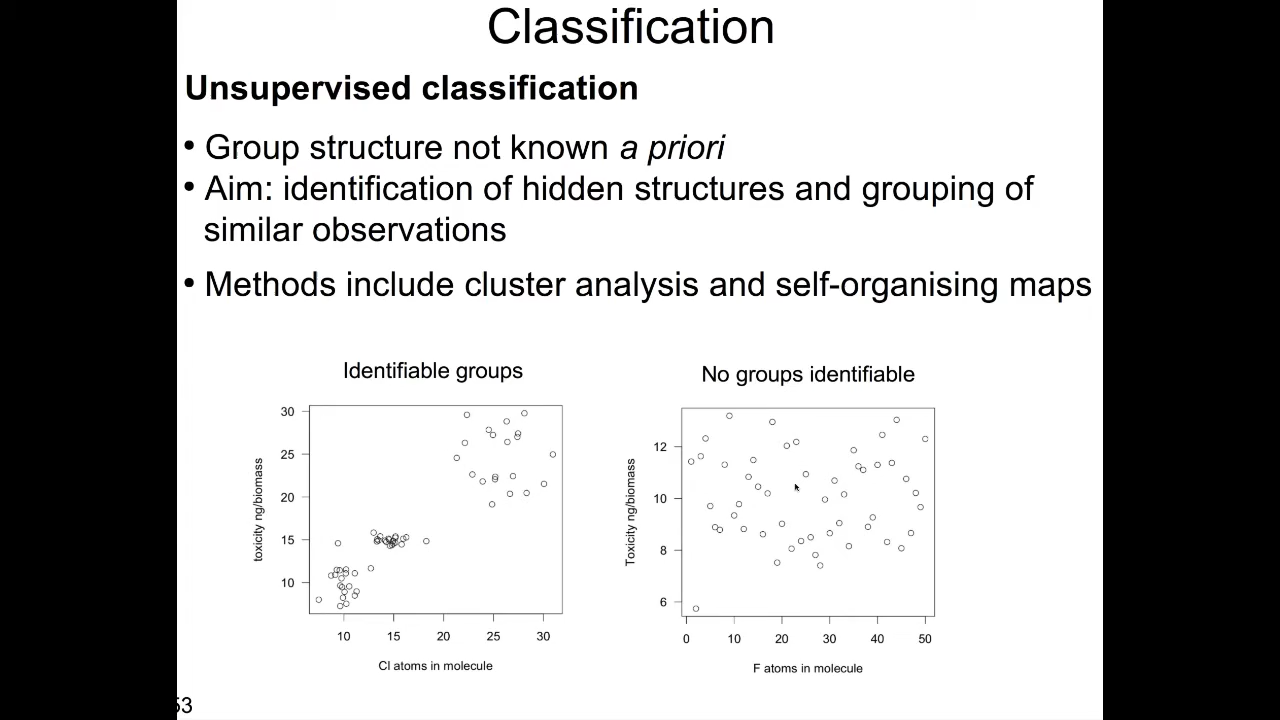 Classification
Unsupervised classification
• Group structure not known a priori
• Aim: identification of hidden structures and grouping of
similar observations
• Methods include cluster analysis and self-organising maps
Identifiable groups
30
25
20
15
10
toxicity ng/biomass
10 15 20 25 30
Cl atoms in molecule
No groups identifiable
12
10
8
6
Toxicity ng/biomass
0 10 20 30 40 50
F atoms in molecule
53